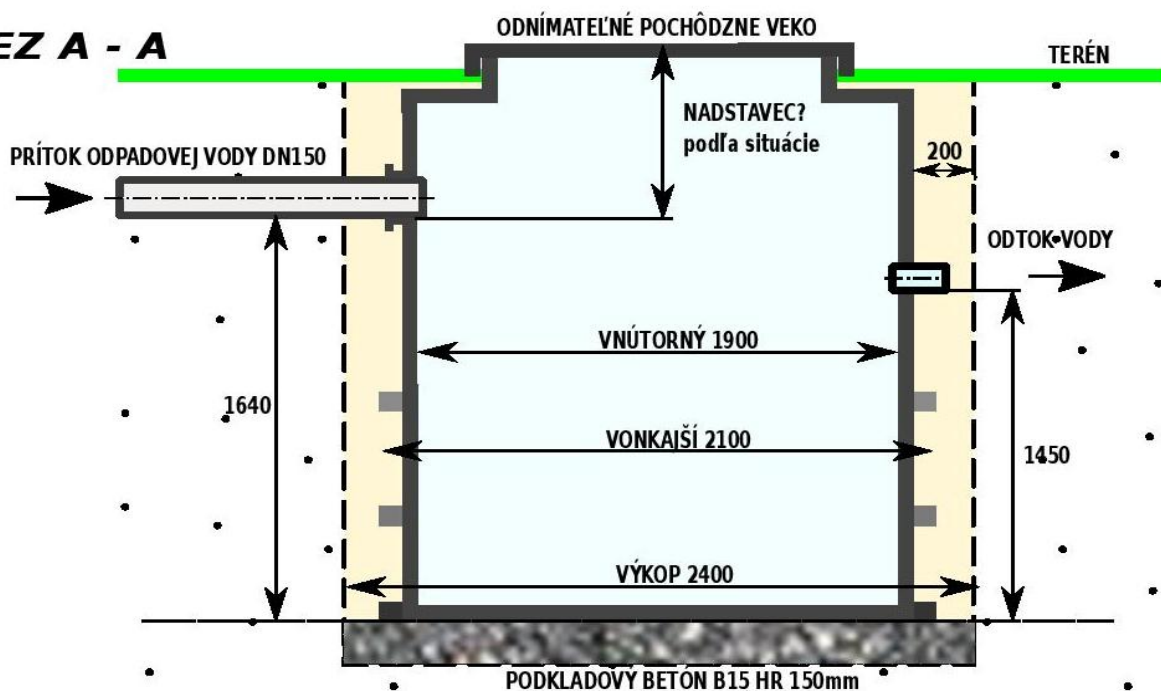 EZ A - A
ODNÍMATEĽNÉ POCHÔDZNE VEKO
TERÉN
NADSTAVEC?
podľa situácie
PRÍTOK ODPADOVEJ VODY DN150
200
ODTOK VODY
VNÚTORNÝ 1900
1640
VONKAJŠÍ 2100
1450
VÝKOP 2400
PODKLADOVÝ BETÓN B15 HR 150mm